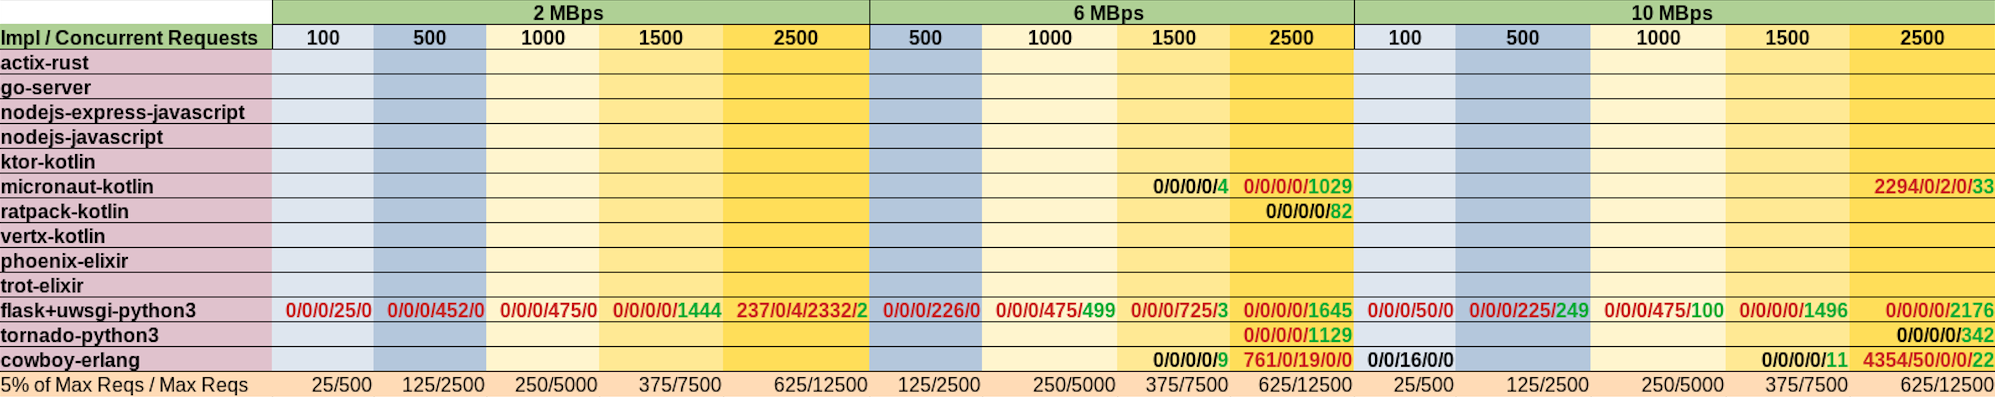 2 MBps 6 MBps 10 MBps
Impl / Concurrent Requests 100 500 1000 1500 2500 500 1000 1500 2500 100 500 1000 1500 2500
actix-rust
go-server
nodejs-express-javascript
nodejs-javascript
ktor-kotlin
micronaut-kotlin 0/0/0/0/4 0/0/0/0/1029 2294/0/2/0/33
ratpack-kotlin 0/0/0/0/82
vertx-kotlin
phoenix-elixir
trot-elixir
flask+uwsgi-python3 0/0/0/25/0 0/0/0/452/0 0/0/0/475/0 0/0/0/0/1444 237/0/4/2332/2 0/0/0/226/0 0/0/0/475/499 0/0/0/725/3 0/0/0/0/1645 0/0/0/50/0 0/0/0/225/249 0/0/0/475/100 0/0/0/0/1496 0/0/0/0/2176
tornado-python3 0/0/0/0/1129 0/0/0/0/342
cowboy-erlang 0/0/0/0/9 761/0/19/0/0 0/0/16/0/0 0/0/0/0/11 4354/50/0/0/22
5% of Max Reqs / Max Reqs 25/500 125/2500 250/5000 375/7500 625/12500 125/2500 250/5000 375/7500 625/12500 25/500 125/2500 250/5000 375/7500 625/12500